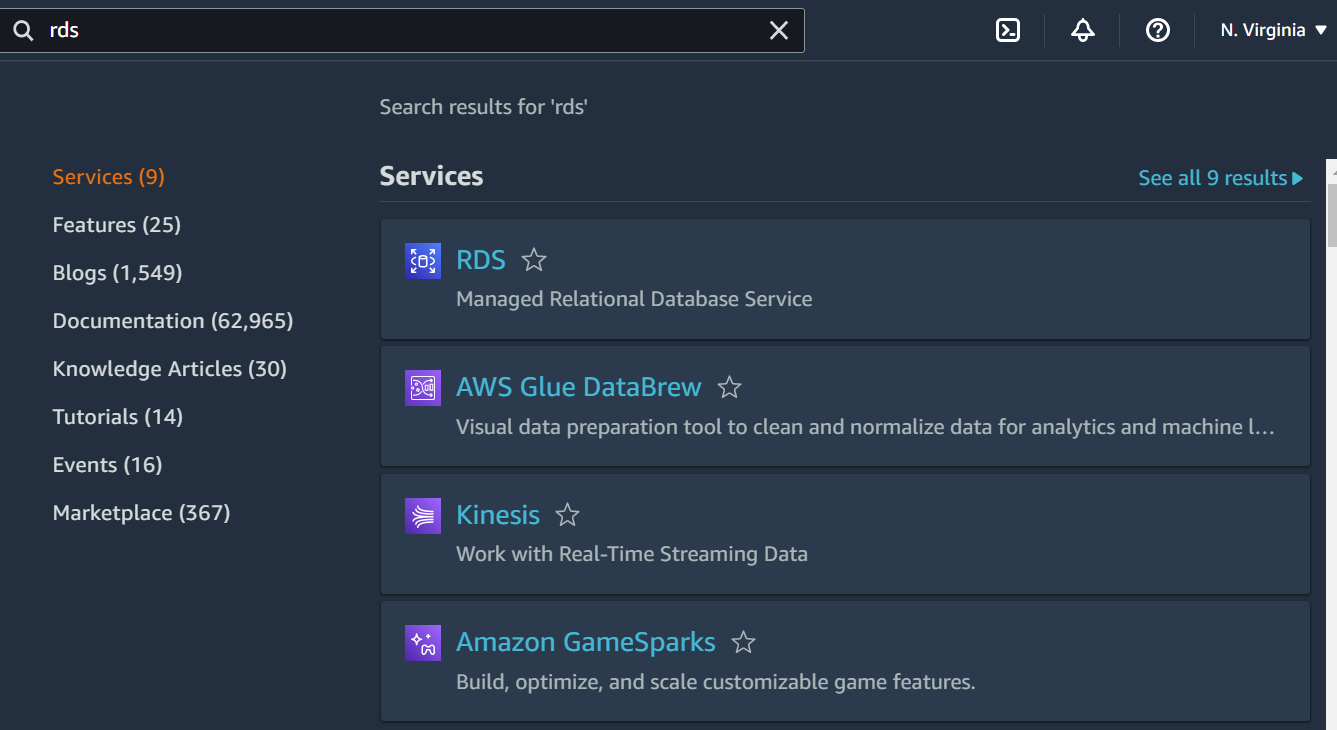 rds
N. Virginia
Search results for 'rds'
Services (9)
Features (25)
Blogs (1,549)
Documentation (62,965)
Knowledge Articles (30)
Tutorials (14)
Events (16)
Marketplace (367)
Services
See all 9 results
RDS
Managed Relational Database Service
AWS Glue DataBrew
Visual data preparation tool to clean and normalize data for analytics and machine l...
Kinesis
Work with Real-Time Streaming Data
Amazon GameSparks
Build, optimize, and scale customizable game features.